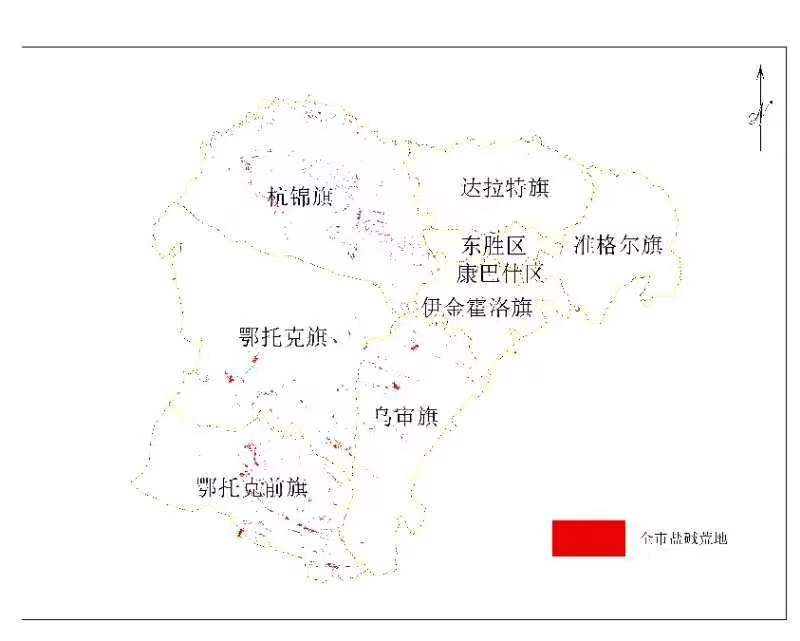 N
杭锦旗
达拉特旗
东胜区
准格尔旗
康巴什区
伊金霍洛旗
鄂托克旗、
乌审旗
鄂托克前旗
全市盐碱荒地